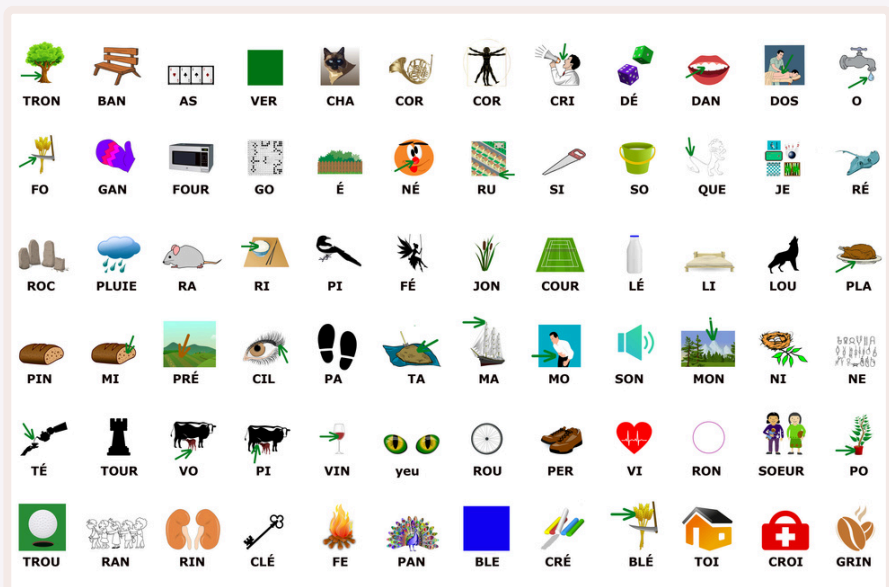 TRON BAN AS VER CHA COR COR CRI DÉ DAN DOS O
FO GAN FOUR GO É NÉ RU SI SO QUE JE RÉ
ROC PLUIE RA RI PI FÉ JON COUR LÉ LI LOU PLA
PIN MI PRÉ CIL PA TA MA MO SON MON NI NE
TÉ TOUR VO PI VIN yeu ROU PER VI RON SOEUR PO
TROU RAN RIN CLÉ FE PAN BLE CRÉ BLÉ TOI CROI GRIN